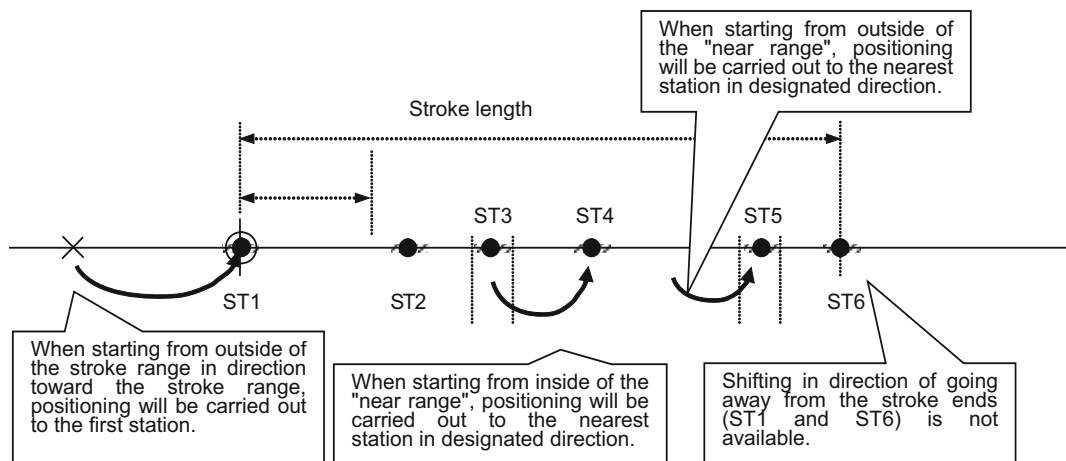 When starting from outside of
the "near range", positioning
will be carried out to the nearest
station in designated direction.
Stroke length
ST3
ST4
ST5
ST1
ST2
ST6
When starting from outside of
the stroke range in direction
toward the stroke range,
positioning will be carried out
to the first station.
When starting from inside of the
"near range", positioning will be
carried out to the nearest
station in designated direction.
Shifting in direction of going
away from the stroke ends
(ST1 and ST6) is not
available.